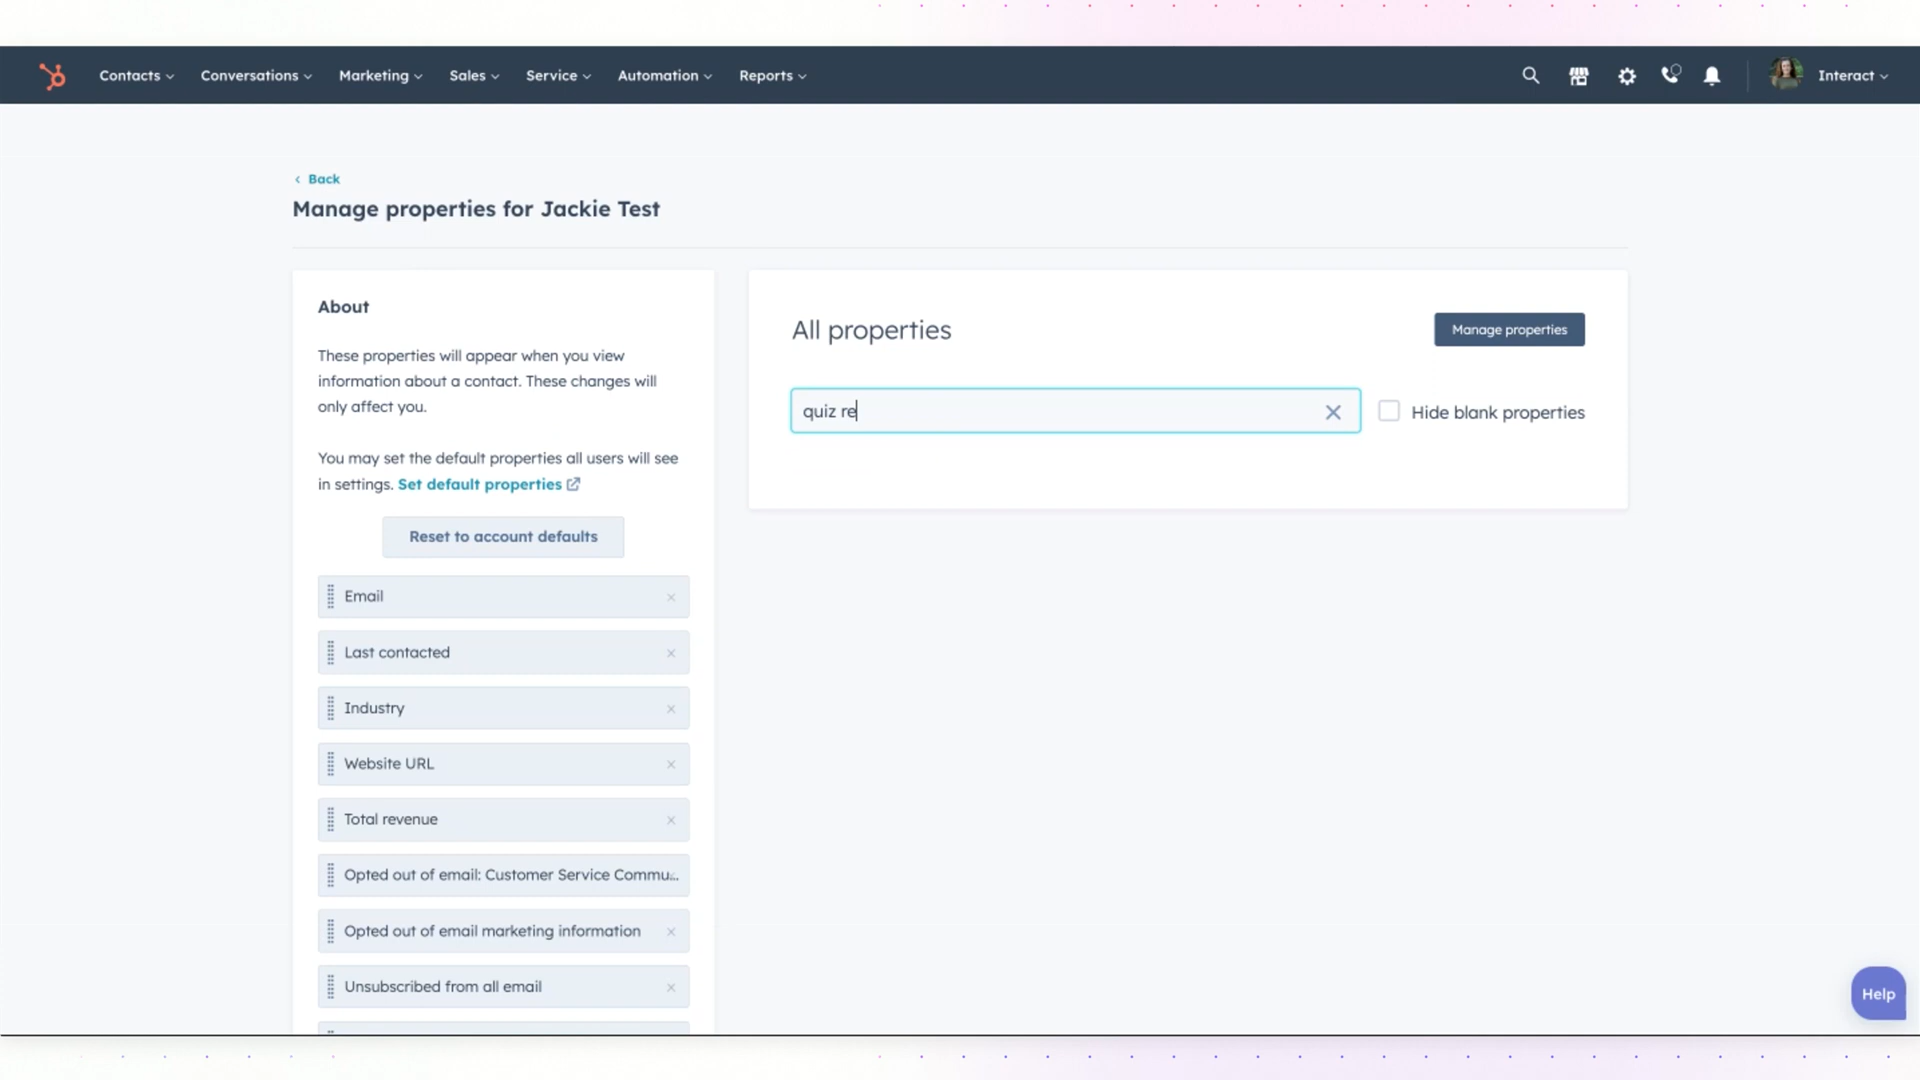 Contacts Conversations Marketing Sales Service Automation Reports Interact
Back
Manage properties for Jackie Test
About
These properties will appear when you view
information about a contact. These changes will
only affect you.
You may set the default properties all users will see
in settings. Set default properties
Reset to account defaults
Email
Last contacted
Industry
Website URL
Total revenue
Opted out of email: Customer Service Commu...
Opted out of email marketing information
Unsubscribed from all email
All properties
Manage properties
quiz re
Hide blank properties
Help